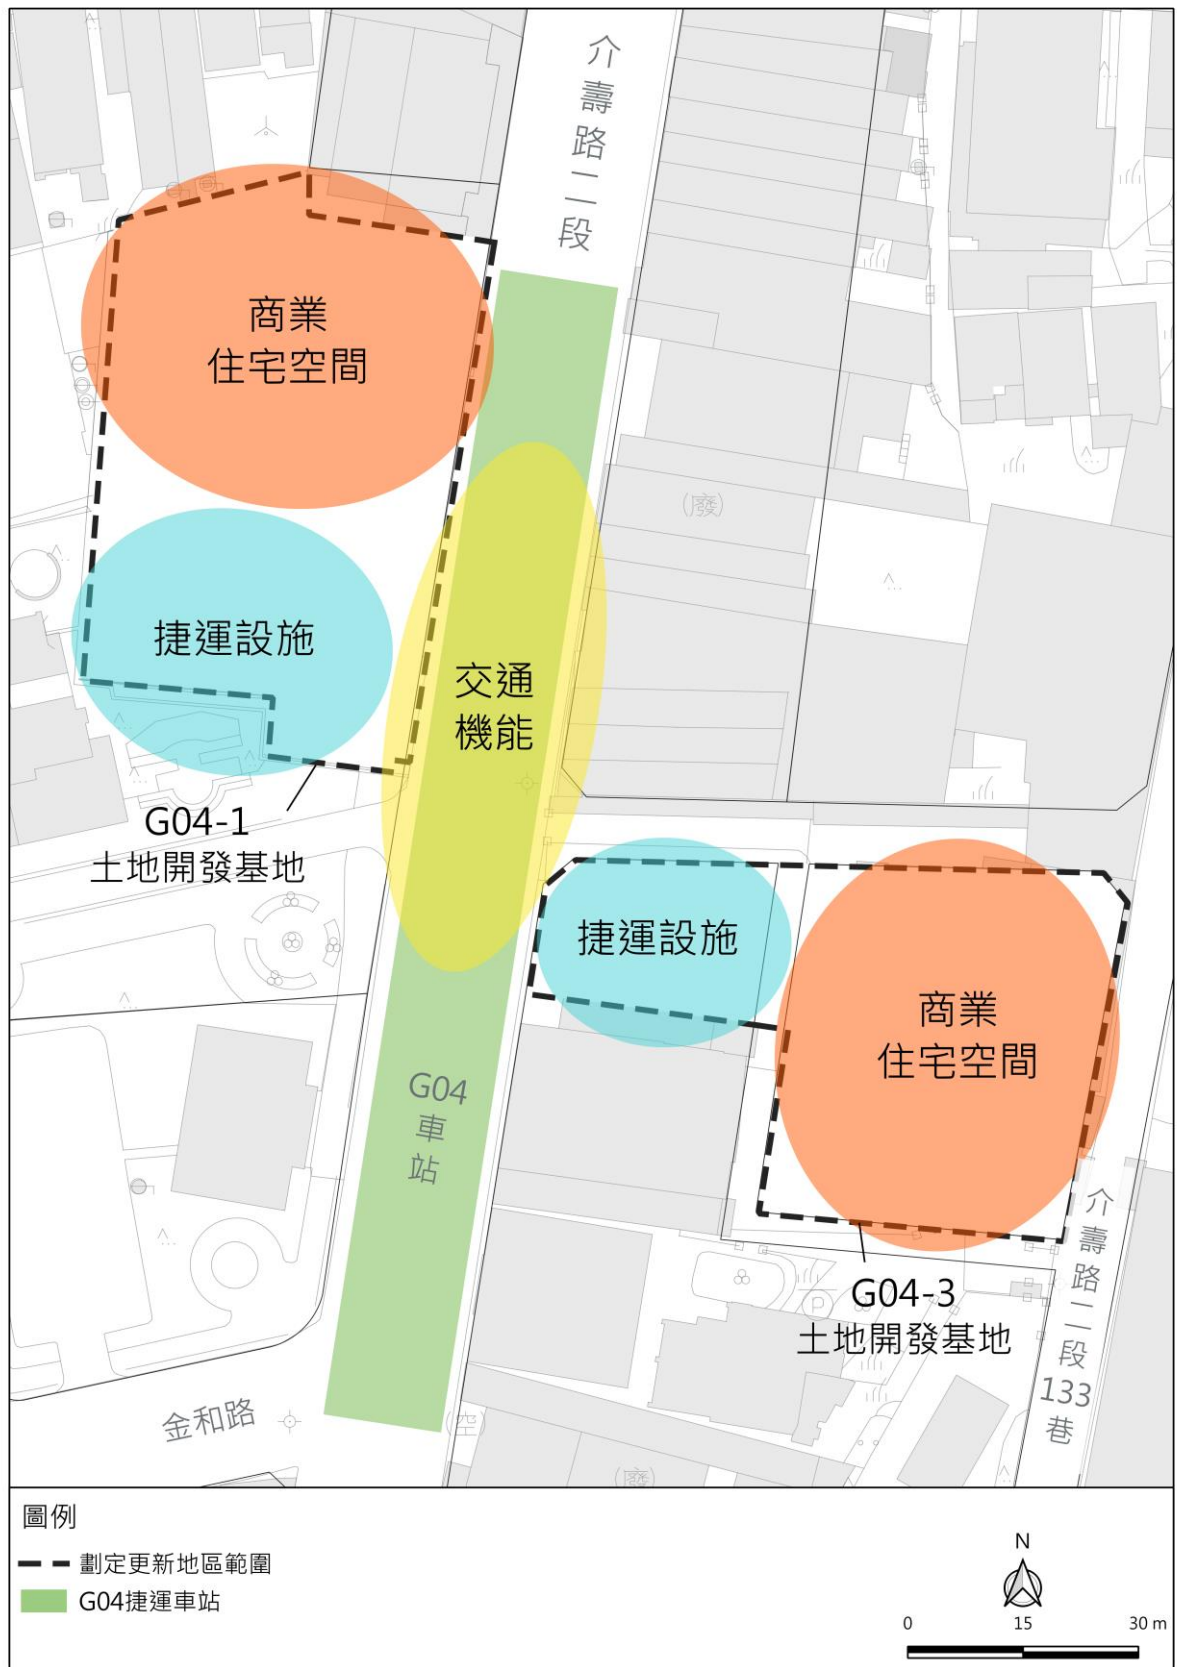 介
壽
路
二
段
商業
住宅空間
(廢)
捷運設施
交通
機能
G04-1
土地開發基地
捷運設施
商業
住宅空間
G04
車
站
介
壽
路
二
段
133
巷
P
G04-3
土地開發基地
金和路
(空)
(廢)
圖例
劃定更新地區範圍
G04捷運車站
N
0 15 30 m